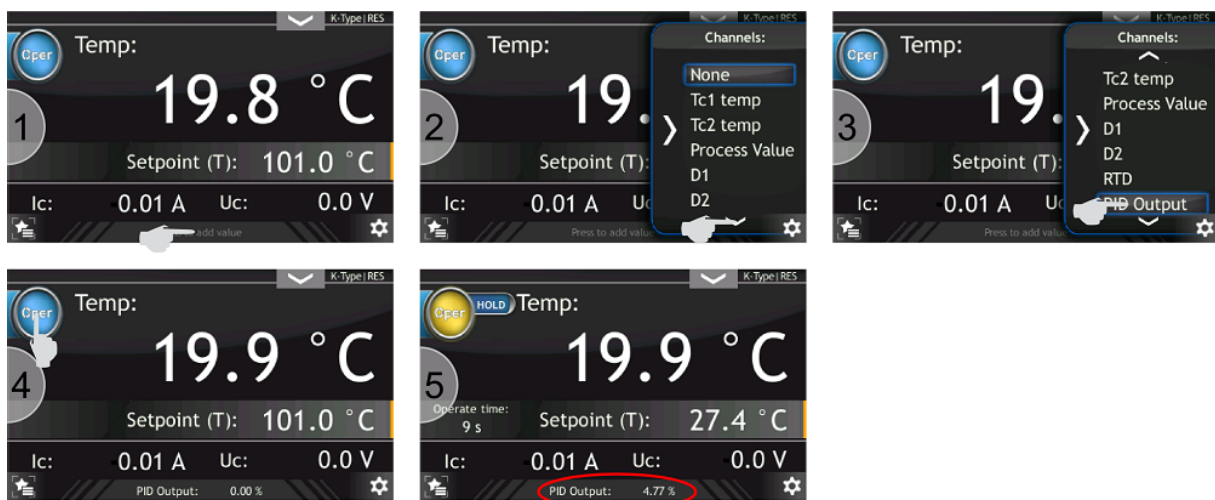 K-Type|RES
Oper
Temp:
19.8 °C
1
Setpoint (T): 101.0 °C
Ic: -0.01 A Uc: 0.0 V
to add value
K-Type|RES
Oper
Temp:
19.
2
Setpoint (T):
Ic: -0.01 A Uc
Press to add value
Channels:
None
Tc1 temp
Tc2 temp
Process Value
D1
D2
K-Type|RES
Oper
Temp:
19.
3
Setpoint (T):
Ic: -0.01 A Uc
Press to add value
Channels:
Tc2 temp
Process Value
D1
D2
RTD
PID Output
K-Type|RES
Oper
Temp:
19.9 °C
4
Setpoint (T): 101.0 °C
Ic: -0.01 A Uc: 0.0 V
PID Output: 0.00 %
K-Type|RES
Oper HOLD Temp:
19.9 °C
5
Operate time:
9 s
Setpoint (T): 27.4 °C
Ic: -0.01 A Uc: -0.0 V
PID Output: 4.77 %